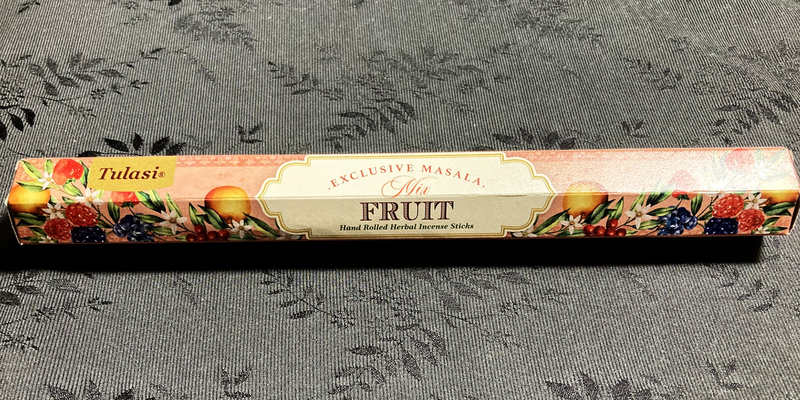 Tulasi®
·EXCLUSIVE MASALA·
Mix
FRUIT
Hand Rolled Herbal Incense Sticks